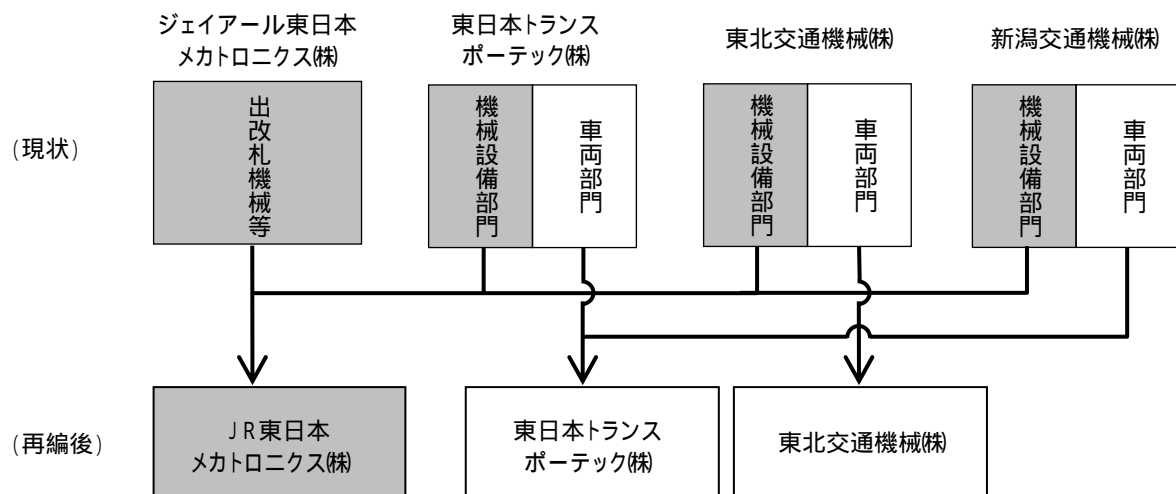 ジェイアール東日本
メカトロニクス㈱
東日本トランス
ポーテック㈱
東北交通機械㈱
新潟交通機械㈱
(現状)
出改札機械等
機械設備部門
車両部門
機械設備部門
車両部門
機械設備部門
車両部門
(再編後)
JR東日本
メカトロニクス㈱
東日本トランス
ポーテック㈱
東北交通機械㈱